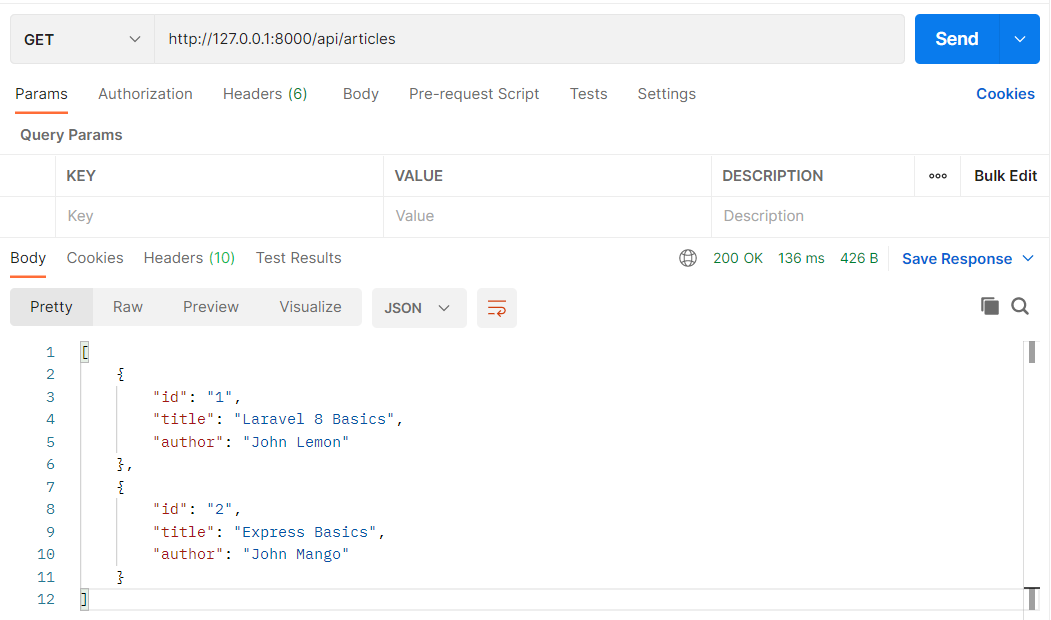 GET http://127.0.0.1:8000/api/articles Send
Params Authorization Headers (6) Body Pre-request Script Tests Settings Cookies
Query Params
KEY VALUE DESCRIPTION ooo Bulk Edit
Key Value Description
Body Cookies Headers (10) Test Results 200 OK 136 ms 426 B Save Response
Pretty Raw Preview Visualize JSON
1 [
2 {
3 "id": "1",
4 "title": "Laravel 8 Basics",
5 "author": "John Lemon"
6 },
7 {
8 "id": "2",
9 "title": "Express Basics",
10 "author": "John Mango"
11 }
12 ]